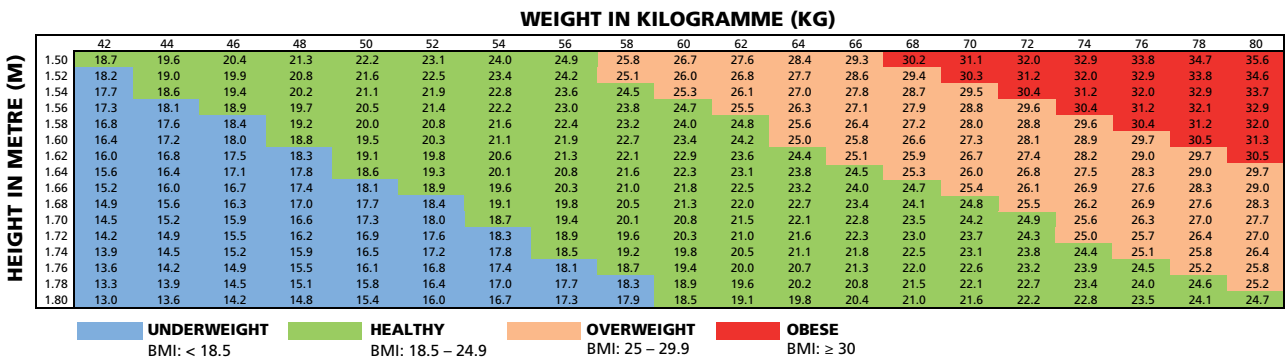 WEIGHT IN KILOGRAMME (KG)
HEIGHT IN METRE (M)
42 44 46 48 50 52 54 56 58 60 62 64 66 68 70 72 74 76 78 80
1.50 18.7 19.6 20.4 21.3 22.2 23.1 24.0 24.9 25.8 26.7 27.6 28.4 29.3 30.2 31.1 32.0 32.9 33.8 34.7 35.6
1.52 18.2 19.0 19.9 20.8 21.6 22.5 23.4 24.2 25.1 26.0 26.8 27.7 28.6 29.4 30.3 31.2 32.0 32.9 33.8 34.6
1.54 17.7 18.6 19.4 20.2 21.1 21.9 22.8 23.6 24.5 25.3 26.1 27.0 27.8 28.7 29.5 30.4 31.2 32.0 32.9 33.7
1.56 17.3 18.1 18.9 19.7 20.5 21.4 22.2 23.0 23.8 24.7 25.5 26.3 27.1 27.9 28.8 29.6 30.4 31.2 32.1 32.9
1.58 16.8 17.6 18.4 19.2 20.0 20.8 21.6 22.4 23.2 24.0 24.8 25.6 26.4 27.2 28.0 28.8 29.6 30.4 31.2 32.0
1.60 16.4 17.2 18.0 18.8 19.5 20.3 21.1 21.9 22.7 23.4 24.2 25.0 25.8 26.6 27.3 28.1 28.9 29.7 30.5 31.3
1.62 16.0 16.8 17.5 18.3 19.1 19.8 20.6 21.3 22.1 22.9 23.6 24.4 25.1 25.9 26.7 27.4 28.2 29.0 29.7 30.5
1.64 15.6 16.4 17.1 17.8 18.6 19.3 20.1 20.8 21.6 22.3 23.1 23.8 24.5 25.3 26.0 26.8 27.5 28.3 29.0 29.7
1.66 15.2 16.0 16.7 17.4 18.1 18.9 19.6 20.3 21.0 21.8 22.5 23.2 24.0 24.7 25.4 26.1 26.9 27.6 28.3 29.0
1.68 14.9 15.6 16.3 17.0 17.7 18.4 19.1 19.8 20.5 21.3 22.0 22.7 23.4 24.1 24.8 25.5 26.2 26.9 27.6 28.3
1.70 14.5 15.2 15.9 16.6 17.3 18.0 18.7 19.4 20.1 20.8 21.5 22.1 22.8 23.5 24.2 24.9 25.6 26.3 27.0 27.7
1.72 14.2 14.9 15.5 16.2 16.9 17.6 18.3 18.9 19.6 20.3 21.0 21.6 22.3 23.0 23.7 24.3 25.0 25.7 26.4 27.0
1.74 13.9 14.5 15.2 15.9 16.5 17.2 17.8 18.5 19.2 19.8 20.5 21.1 21.8 22.5 23.1 23.8 24.4 25.1 25.8 26.4
1.76 13.6 14.2 14.9 15.5 16.1 16.8 17.4 18.1 18.7 19.4 20.0 20.7 21.3 22.0 22.6 23.2 23.9 24.5 25.2 25.8
1.78 13.3 13.9 14.5 15.1 15.8 16.4 17.0 17.7 18.3 18.9 19.6 20.2 20.8 21.5 22.1 22.7 23.4 24.0 24.6 25.2
1.80 13.0 13.6 14.2 14.8 15.4 16.0 16.7 17.3 17.9 18.5 19.1 19.8 20.4 21.0 21.6 22.2 22.8 23.5 24.1 24.7
UNDERWEIGHT HEALTHY OVERWEIGHT OBESE
BMI: < 18.5 BMI: 18.5 – 24.9 BMI: 25 – 29.9 BMI: ≥ 30